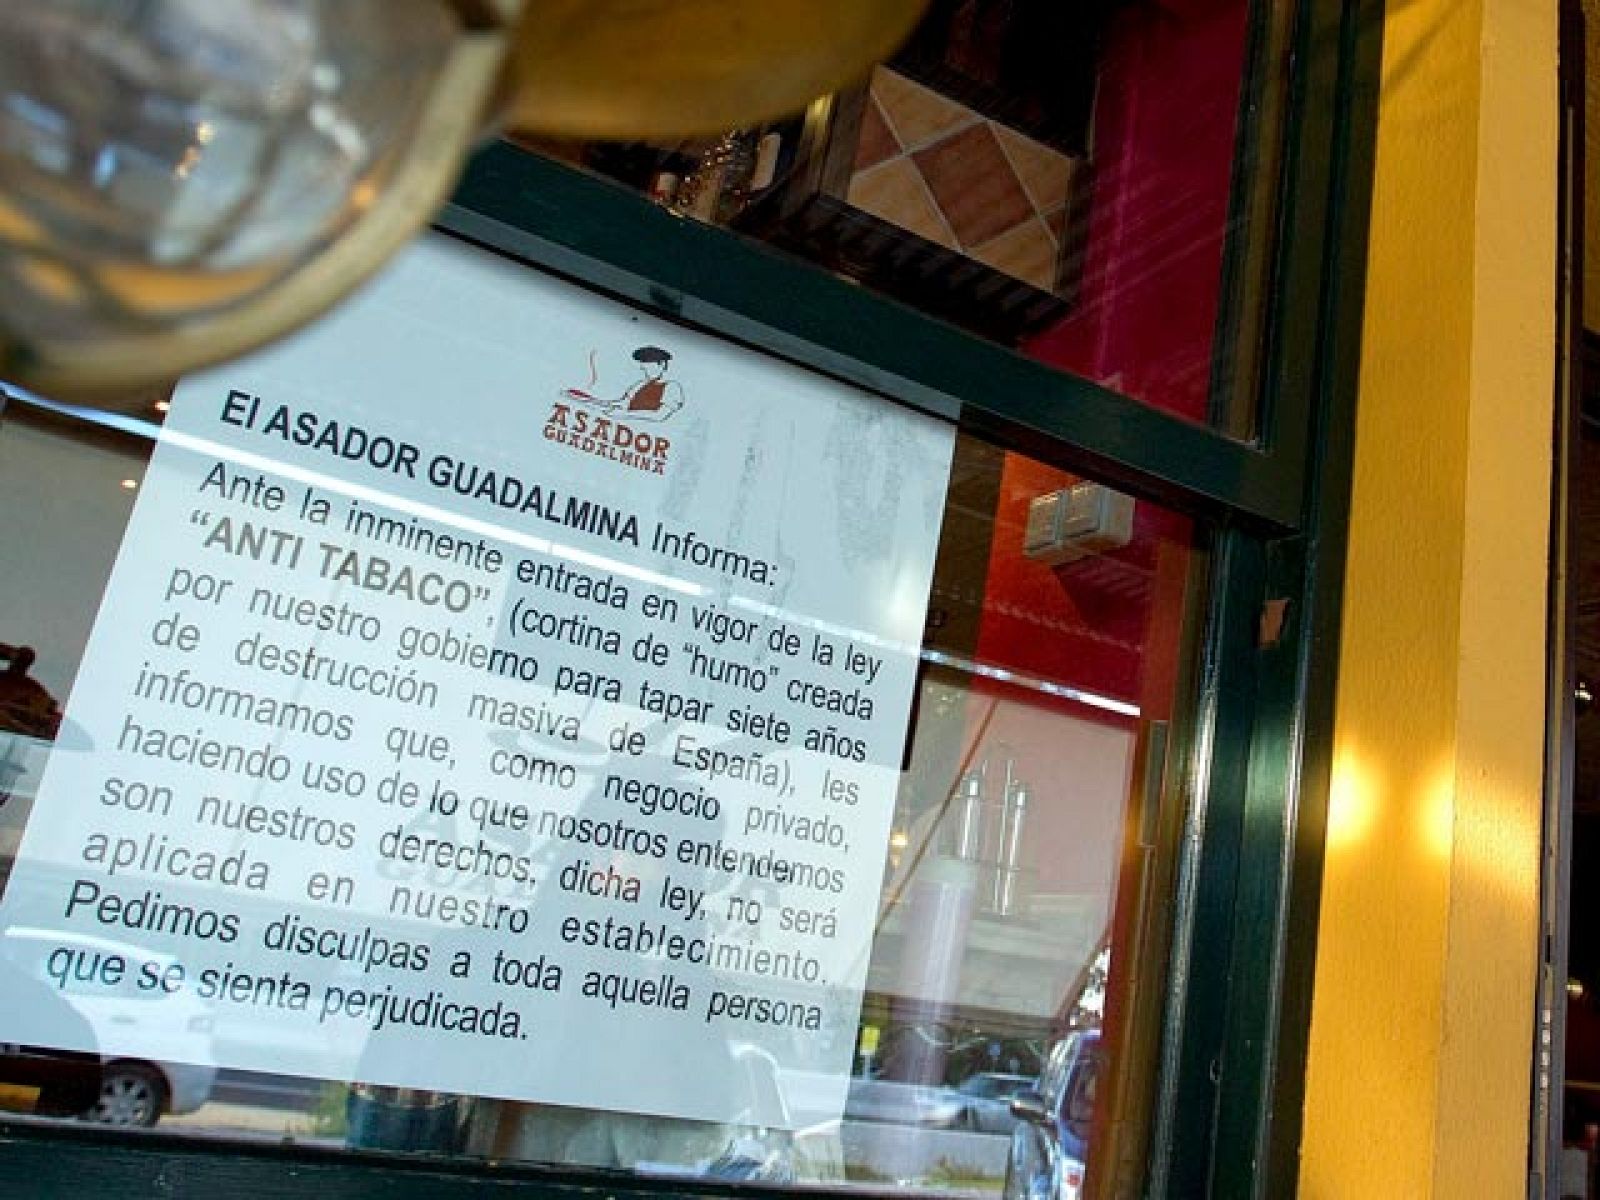 ASADOR
GUADALMINA
El ASADOR GUADALMINA Informa:
Ante la inminente entrada en vigor de la ley
“ANTI TABACO”, (cortina de “humo” creada
por nuestro gobierno para tapar siete años
de destrucción masiva de España), les
informamos que, como negocio privado,
haciendo uso de lo que nosotros entendemos
son nuestros derechos, dicha ley, no será
aplicada en nuestro establecimiento.
Pedimos disculpas a toda aquella persona
que se sienta perjudicada.